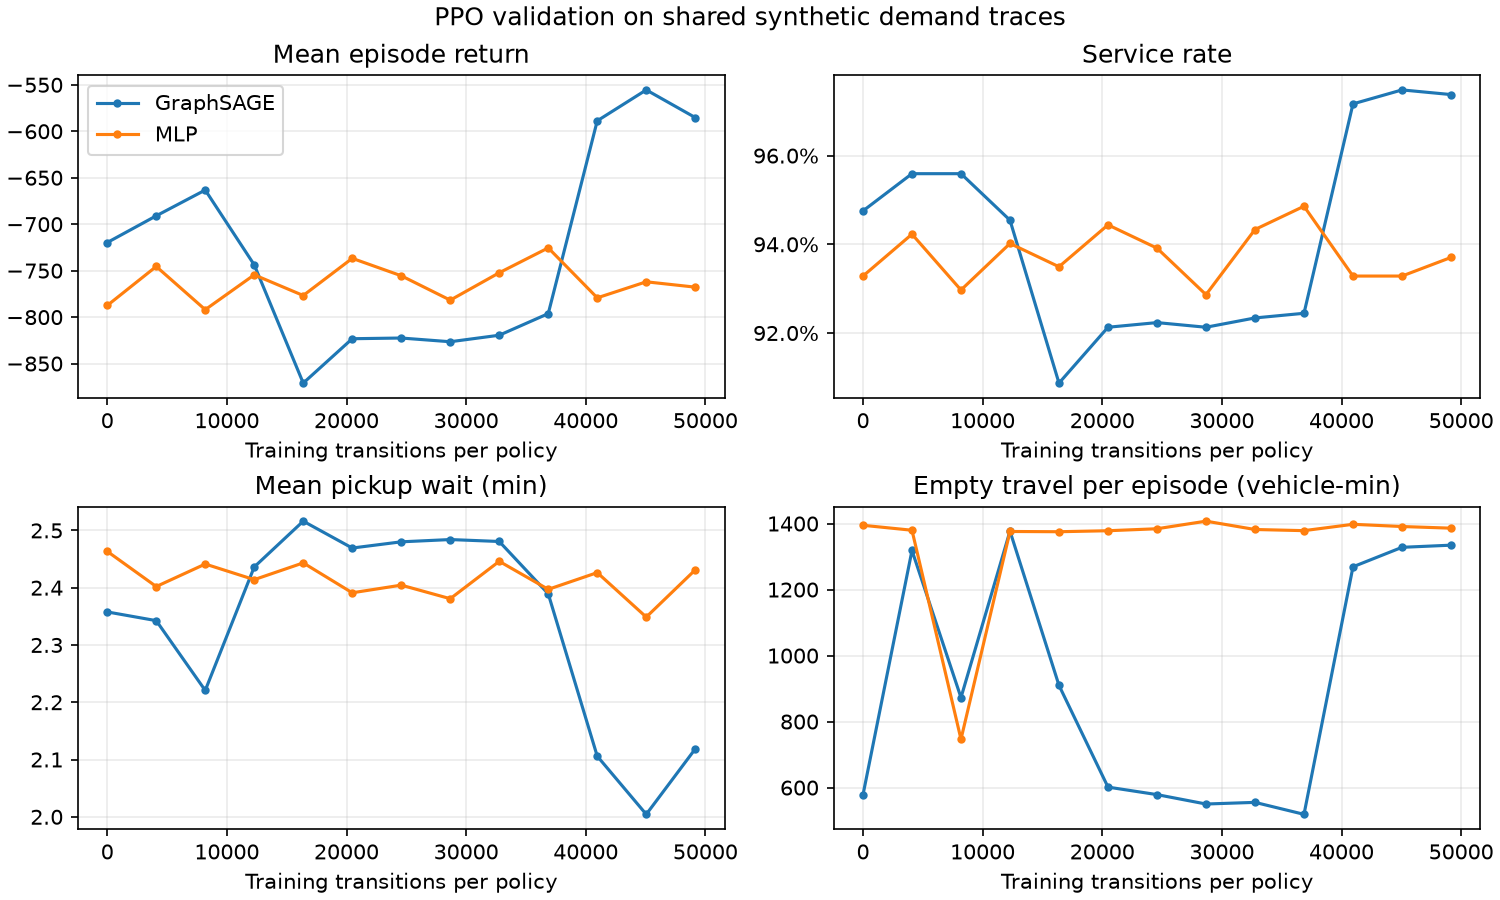 PPO validation on shared synthetic demand traces
Mean episode return
−550
−600
−650
−700
−750
−800
−850
GraphSAGE
MLP
0 10000 20000 30000 40000 50000
Training transitions per policy
Service rate
96.0%
94.0%
92.0%
0 10000 20000 30000 40000 50000
Training transitions per policy
Mean pickup wait (min)
2.5
2.4
2.3
2.2
2.1
2.0
0 10000 20000 30000 40000 50000
Training transitions per policy
Empty travel per episode (vehicle-min)
1400
1200
1000
800
600
0 10000 20000 30000 40000 50000
Training transitions per policy